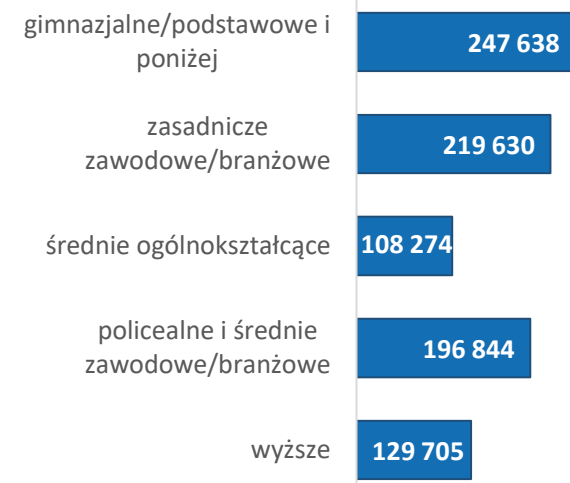 gimnazjalne/podstawowe i
poniżej
247 638
zasadnicze
zawodowe/branżowe
219 630
średnie ogólnokształcące
108 274
policealne i średnie
zawodowe/branżowe
196 844
wyższe
129 705